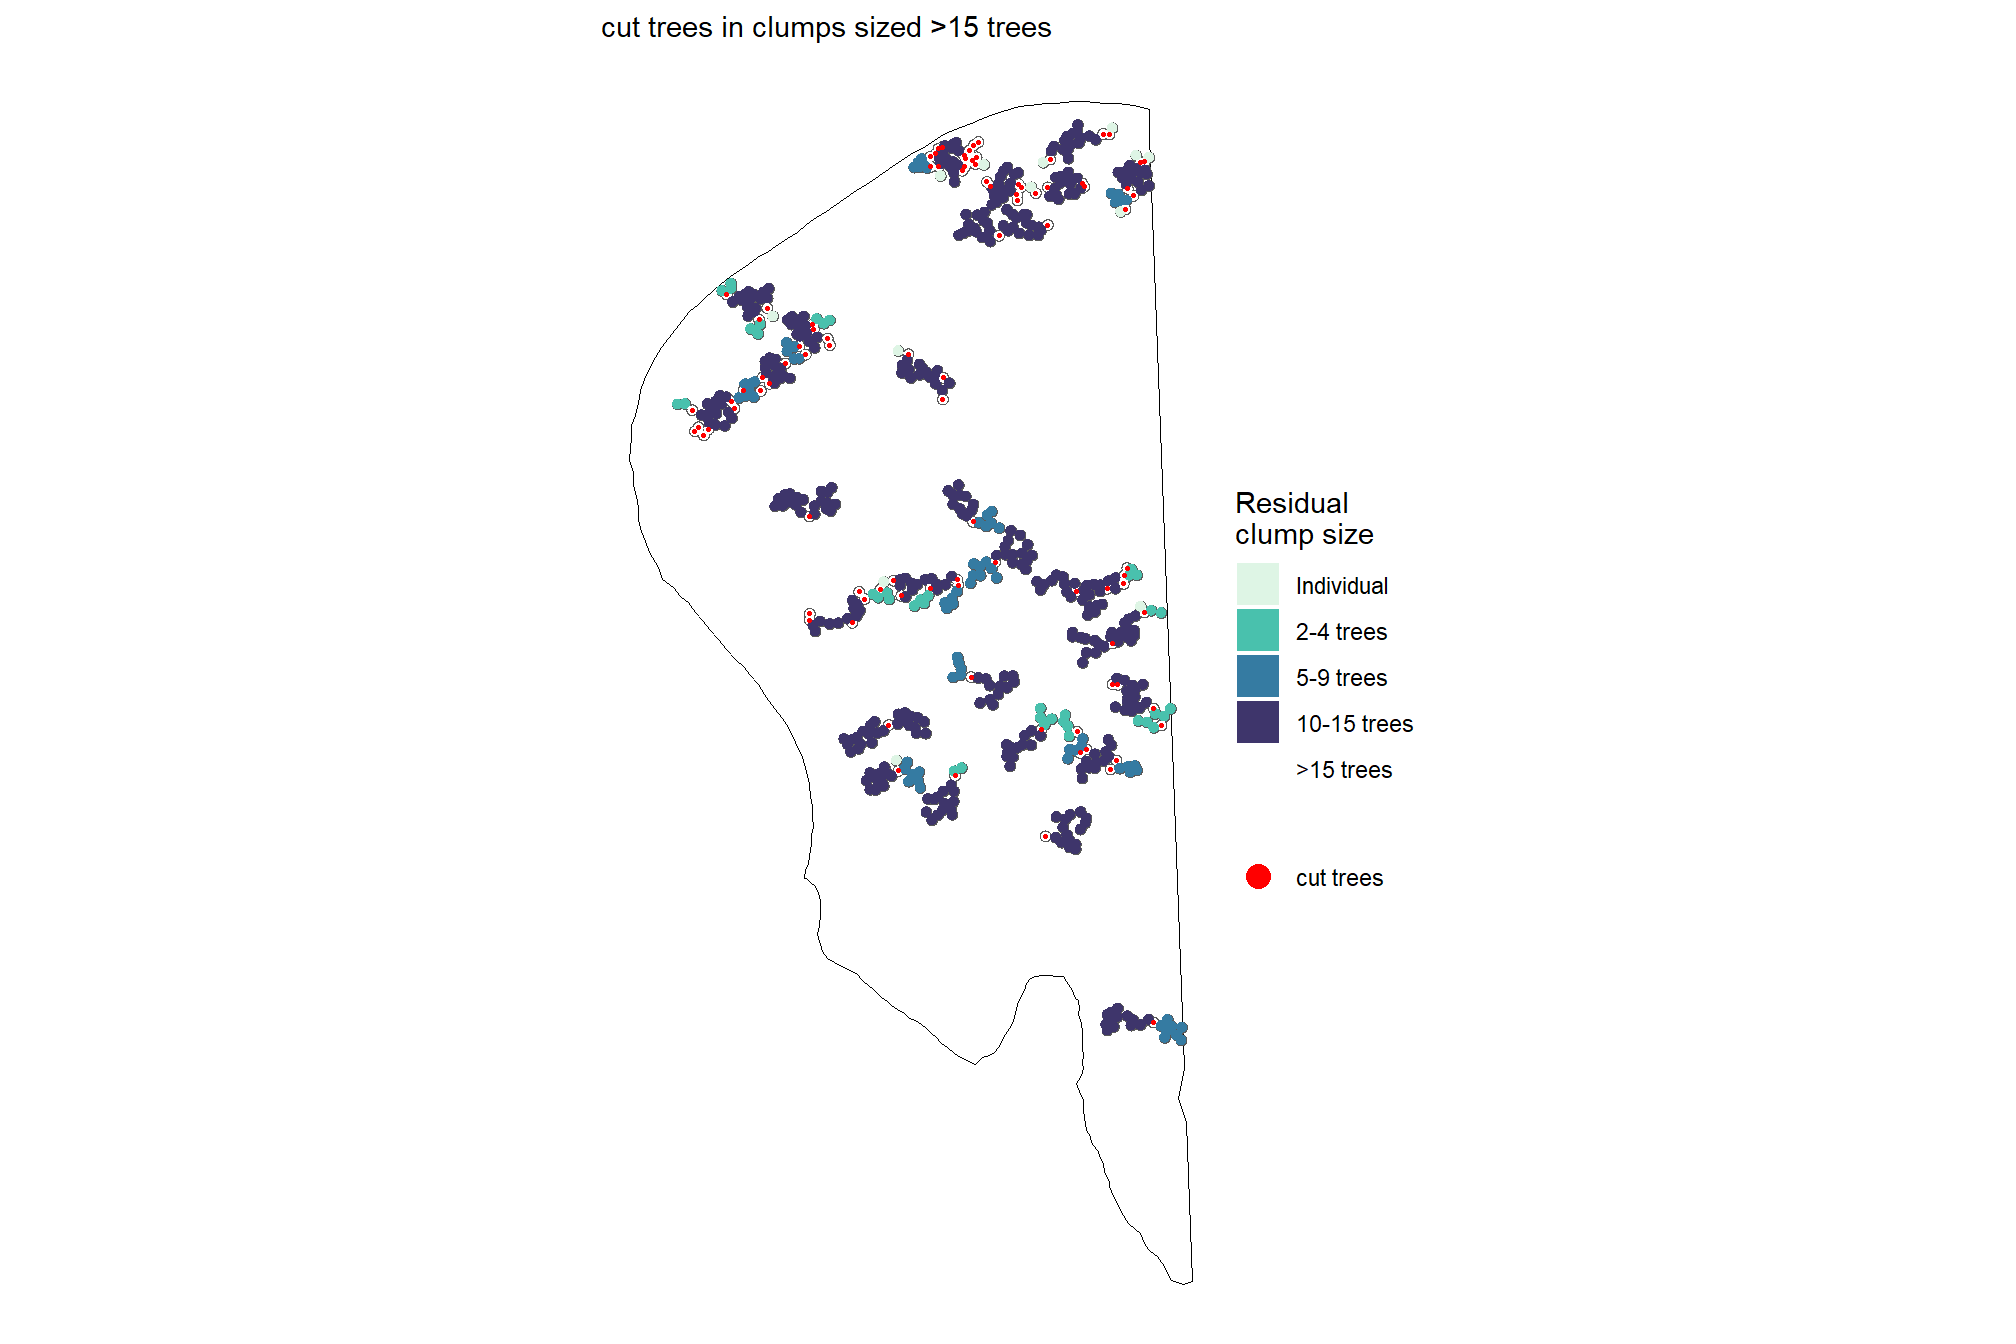 cut trees in clumps sized >15 trees
Residual
clump size
Individual
2-4 trees
5-9 trees
10-15 trees
>15 trees
cut trees